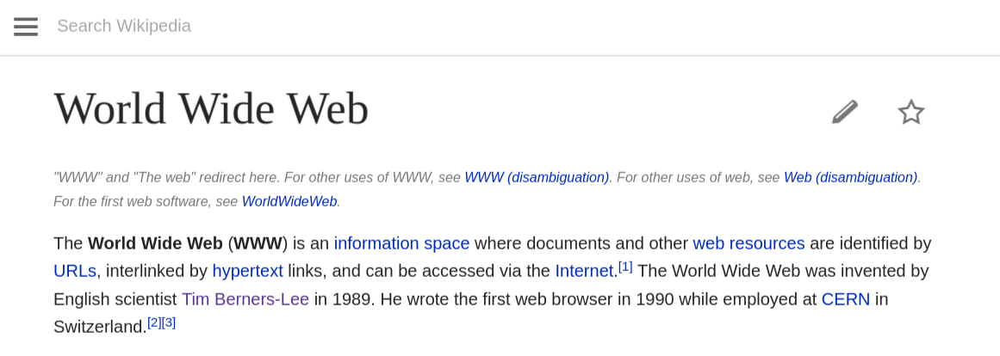 Search Wikipedia
World Wide Web
"WWW" and "The web" redirect here. For other uses of WWW, see WWW (disambiguation). For other uses of web, see Web (disambiguation).
For the first web software, see WorldWideWeb.
The World Wide Web (WWW) is an information space where documents and other web resources are identified by
URLs, interlinked by hypertext links, and can be accessed via the Internet.[1] The World Wide Web was invented by
English scientist Tim Berners-Lee in 1989. He wrote the first web browser in 1990 while employed at CERN in
Switzerland.[2][3]